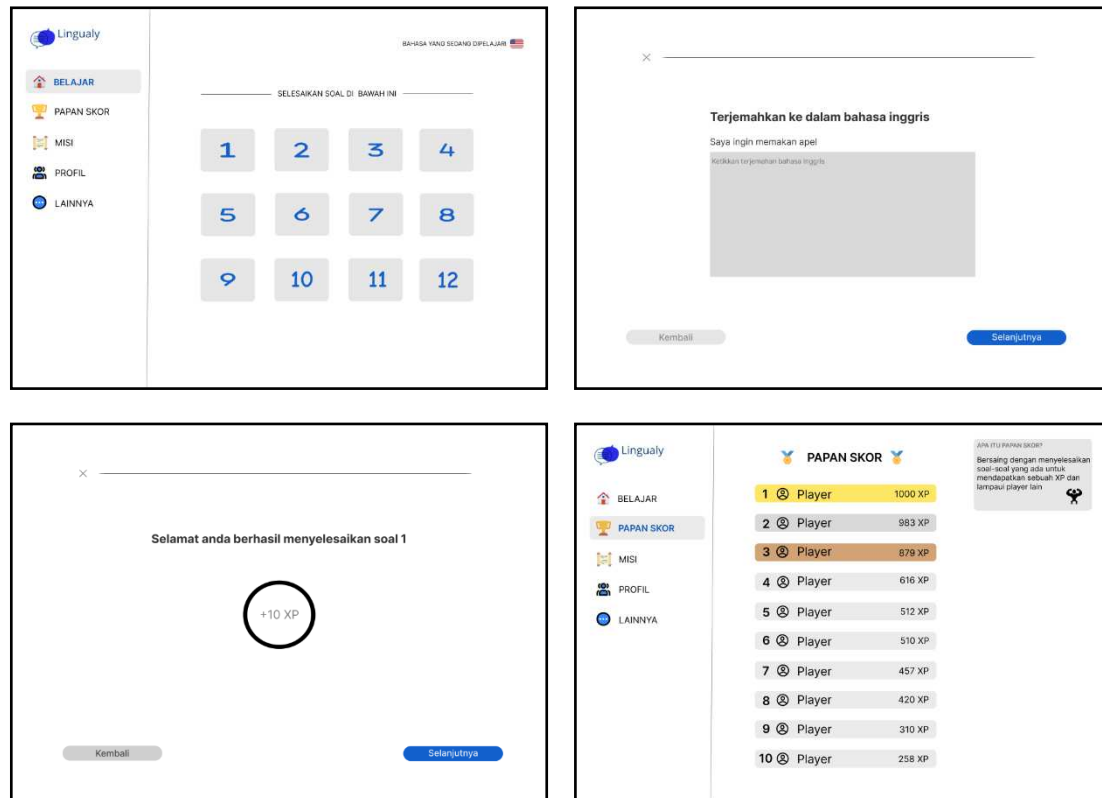 Lingualy
BAHASA YANG SEDANG DIPELAJARI
BELAJAR
PAPAN SKOR
MISI
PROFIL
LAINNYA
SELESAIKAN SOAL DI BAWAH INI
1 2 3 4
5 6 7 8
9 10 11 12
Terjemahkan ke dalam bahasa inggris
Saya ingin memakan apel
Ketikkan terjemahan bahasa inggris
Kembali
Selanjutnya
Selamat anda berhasil menyelesaikan soal 1
+10 XP
Kembali
Selanjutnya
Lingualy
BELAJAR
PAPAN SKOR
MISI
PROFIL
LAINNYA
PAPAN SKOR
1 Player 1000 XP
2 Player 983 XP
3 Player 879 XP
4 Player 616 XP
5 Player 512 XP
6 Player 510 XP
7 Player 457 XP
8 Player 420 XP
9 Player 310 XP
10 Player 258 XP
APA ITU PAPAN SKOR?
Bersaing dengan menyelesaikan
soal-soal yang ada untuk
mendapatkan sebuah XP dan
lampaui player lain